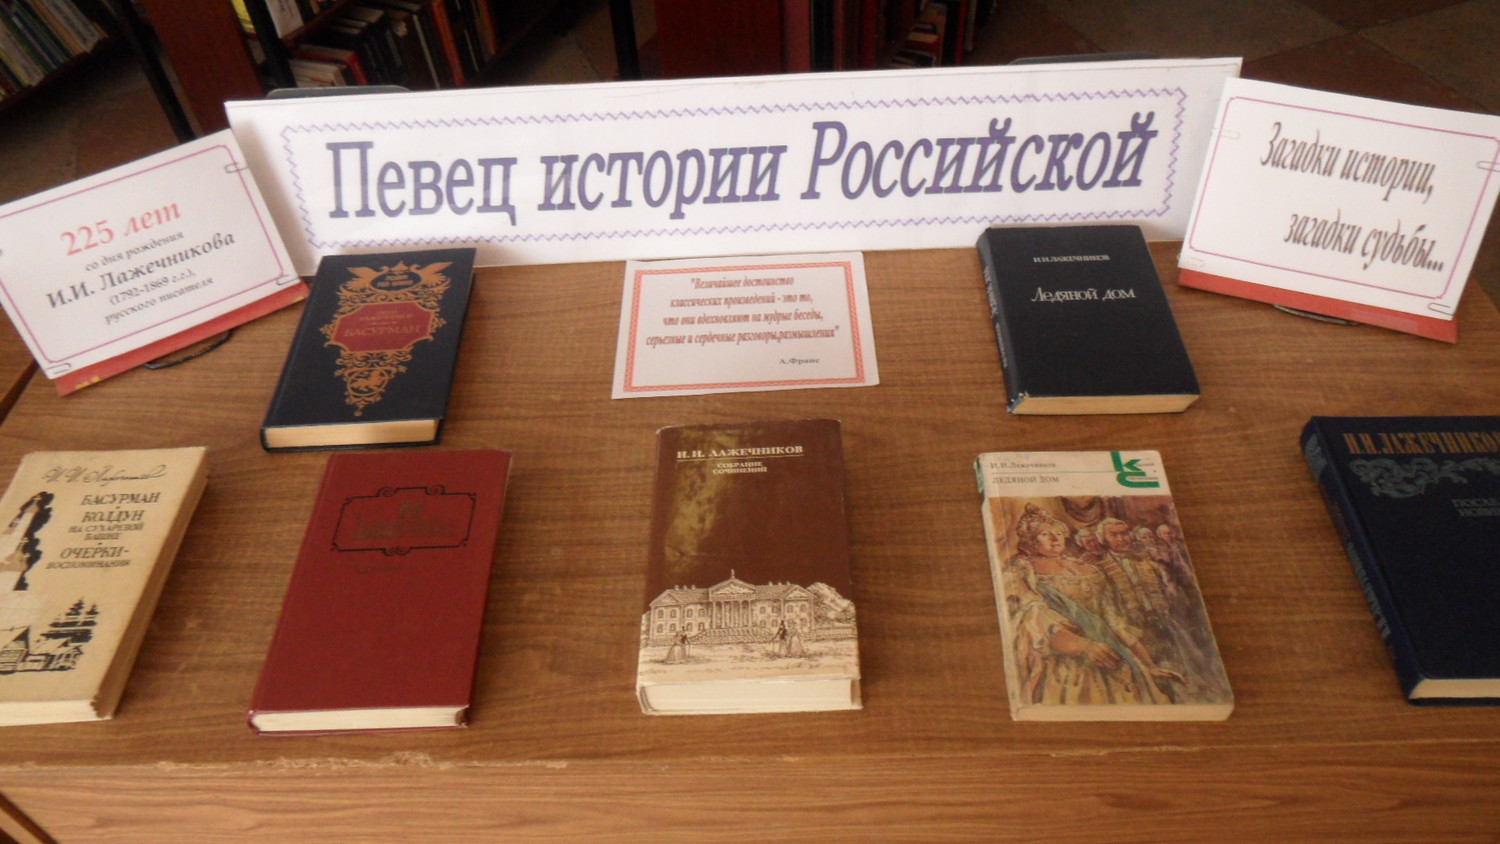 Певец истории Российской
225 лет
со дня рождения
И.И. Лажечникова
(1792-1869 г.г.),
русского писателя
Загадки истории,
загадки судьбы...
"Величайшее достоинство
классических произведений - это то,
что они вдохновляют на мудрые беседы,
серьезные и сердечные разговоры,размышления"
А.Франс
БАСУРМАН
И.И.ЛАЖЕЧНИКОВ
Ледяной дом
БАСУРМАН
КОЛДУН
НА СУХАРЕВОЙ
БАШНЕ
ОЧЕРКИ-
ВОСПОМИНАНИЯ
И. И. ЛАЖЕЧНИКОВ
СОБРАНИЕ
СОЧИНЕНИЙ
И. И. Лажечников
ЛЕДЯНОЙ ДОМ
И.И. ЛАЖЕЧНИКОВ